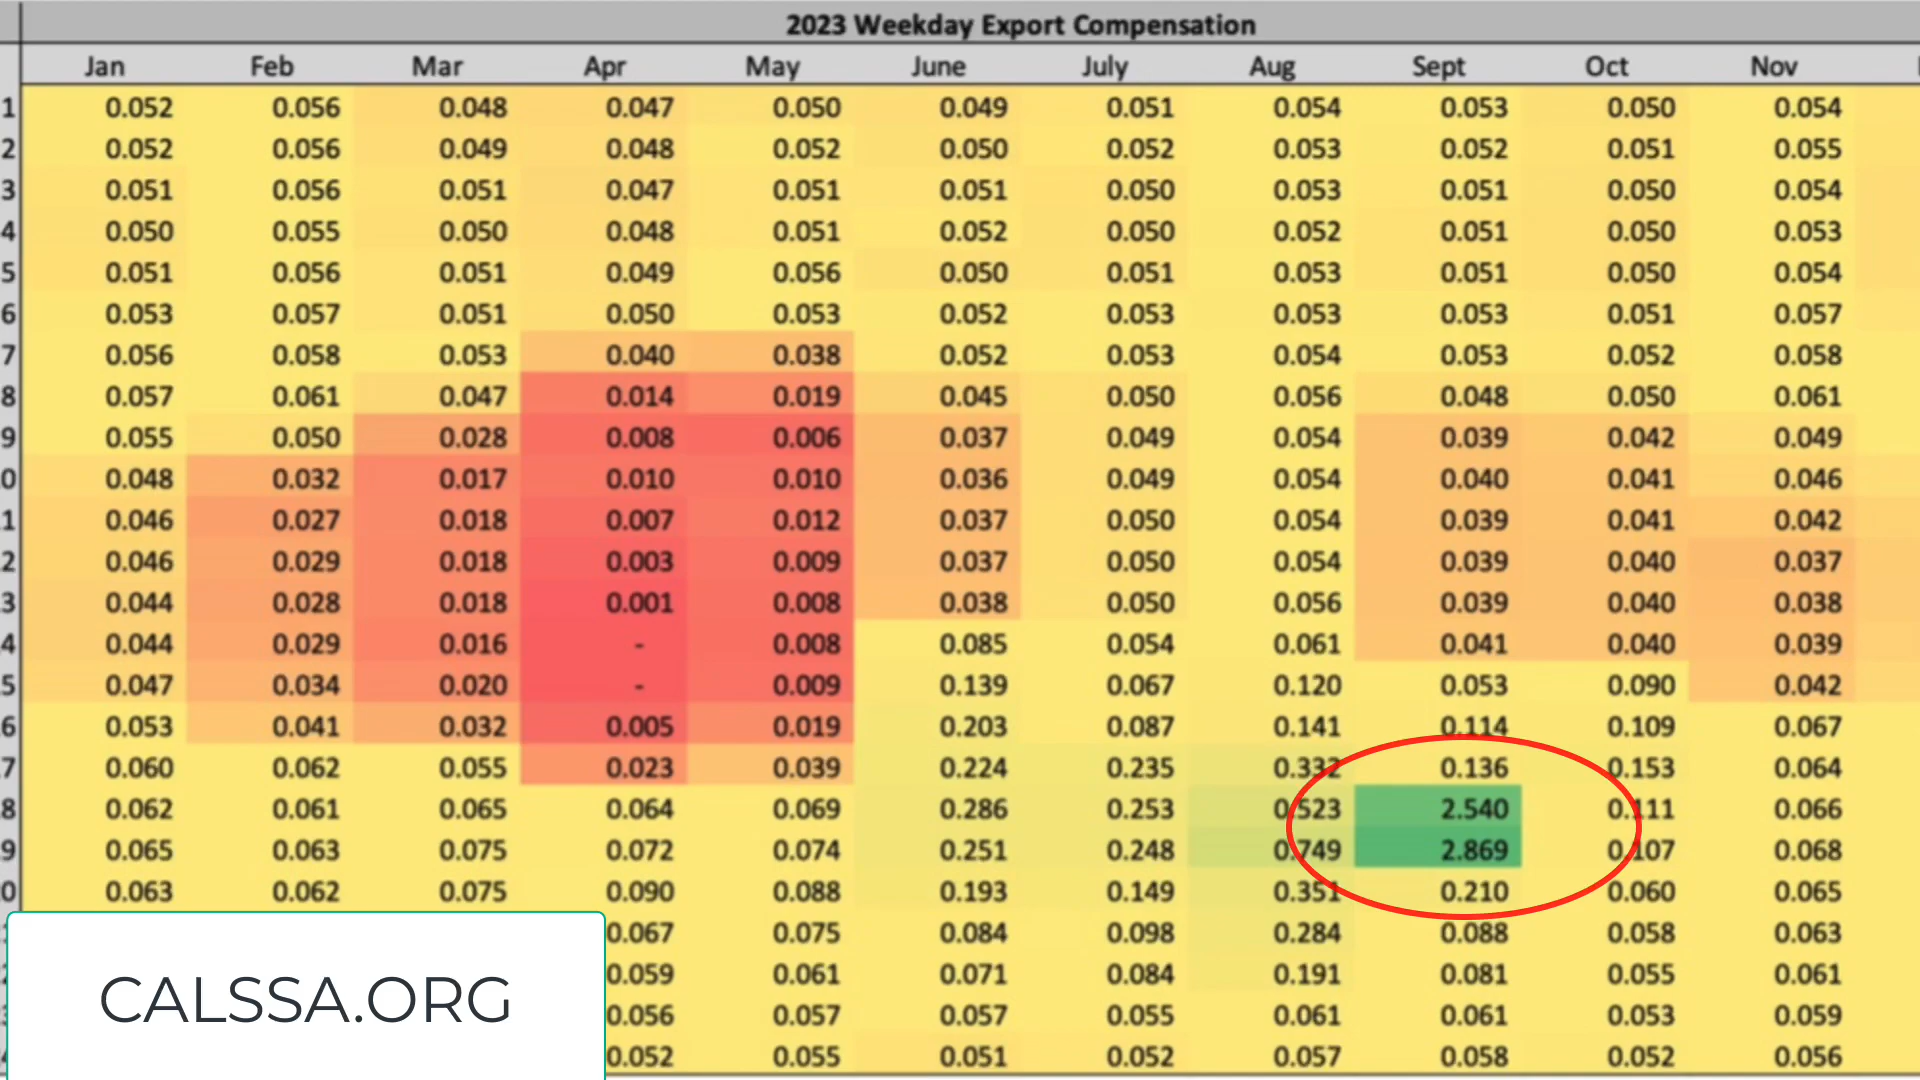 2023 Weekday Export Compensation
Jan Feb Mar Apr May June July Aug Sept Oct Nov
1 0.052 0.056 0.048 0.047 0.050 0.049 0.051 0.054 0.053 0.050 0.054
2 0.052 0.056 0.049 0.048 0.052 0.050 0.052 0.053 0.052 0.051 0.055
3 0.051 0.056 0.051 0.047 0.051 0.051 0.050 0.053 0.051 0.050 0.054
4 0.050 0.055 0.050 0.048 0.051 0.052 0.050 0.052 0.051 0.050 0.053
5 0.051 0.056 0.051 0.049 0.056 0.050 0.051 0.053 0.051 0.050 0.054
6 0.053 0.057 0.051 0.050 0.053 0.052 0.053 0.053 0.053 0.051 0.057
7 0.056 0.058 0.053 0.040 0.038 0.052 0.053 0.054 0.053 0.052 0.058
8 0.057 0.061 0.047 0.014 0.019 0.045 0.050 0.056 0.048 0.050 0.061
9 0.055 0.050 0.028 0.008 0.006 0.037 0.049 0.054 0.039 0.042 0.049
0 0.048 0.032 0.017 0.010 0.010 0.036 0.049 0.054 0.040 0.041 0.046
1 0.046 0.027 0.018 0.007 0.012 0.037 0.050 0.054 0.039 0.041 0.042
2 0.046 0.029 0.018 0.003 0.009 0.037 0.050 0.054 0.039 0.040 0.037
3 0.044 0.028 0.018 0.001 0.008 0.038 0.050 0.056 0.039 0.040 0.038
4 0.044 0.029 0.016 - 0.008 0.085 0.054 0.061 0.041 0.040 0.039
5 0.047 0.034 0.020 - 0.009 0.139 0.067 0.120 0.053 0.090 0.042
6 0.053 0.041 0.032 0.005 0.019 0.203 0.087 0.141 0.114 0.109 0.067
7 0.060 0.062 0.055 0.023 0.039 0.224 0.235 0.332 0.136 0.153 0.064
8 0.062 0.061 0.065 0.064 0.069 0.286 0.253 0.523 2.540 0.111 0.066
9 0.065 0.063 0.075 0.072 0.074 0.251 0.248 0.749 2.869 0.107 0.068
0 0.063 0.062 0.075 0.090 0.088 0.193 0.149 0.351 0.210 0.060 0.065
0.067 0.075 0.084 0.098 0.284 0.088 0.058 0.063
0.059 0.061 0.071 0.084 0.191 0.081 0.055 0.061
0.056 0.057 0.057 0.055 0.061 0.061 0.053 0.059
0.052 0.055 0.051 0.052 0.057 0.058 0.052 0.056
CALSSA.ORG